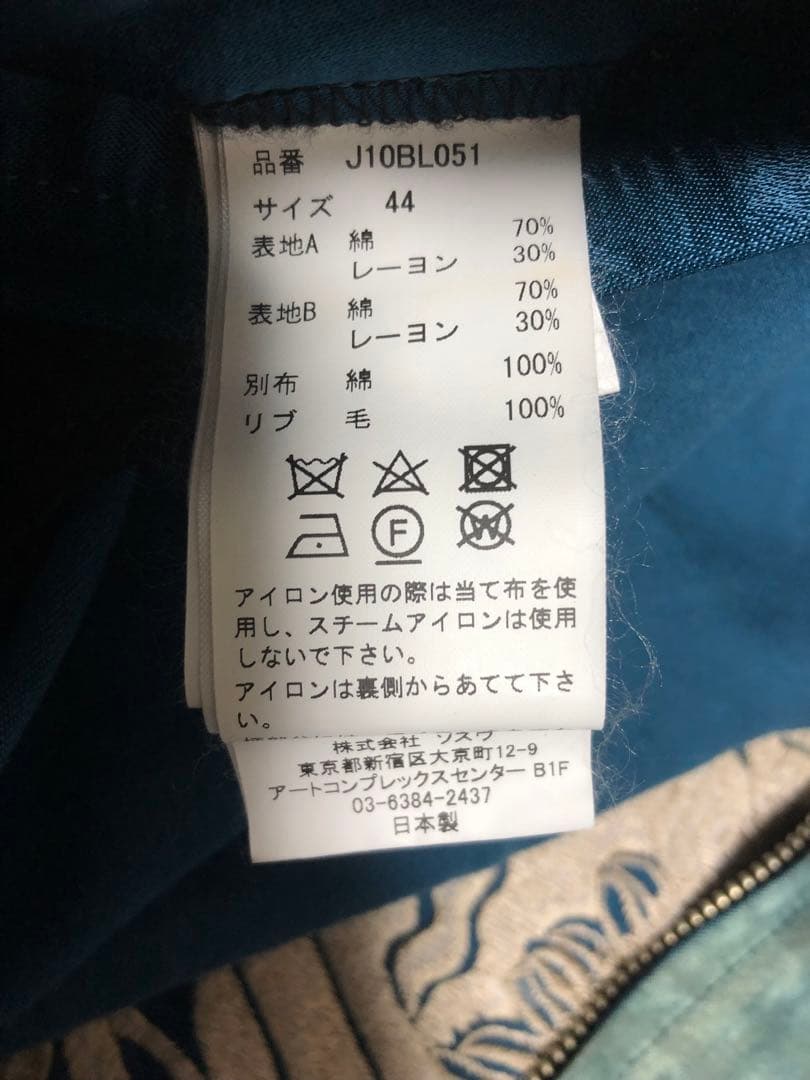 品番 J10BL051
サイズ 44
表地A 綿 70%
レーヨン 30%
表地B 綿 70%
レーヨン 30%
別布 綿 100%
リブ 毛 100%
F
W
アイロン使用の際は当て布を使
用し、スチームアイロンは使用
しないで下さい。
アイロンは裏側からあてて下さ
い。
株式会社 ソスウ
東京都新宿区大京町12-9
アートコンプレックスセンター B1F
03-6384-2437
日本製